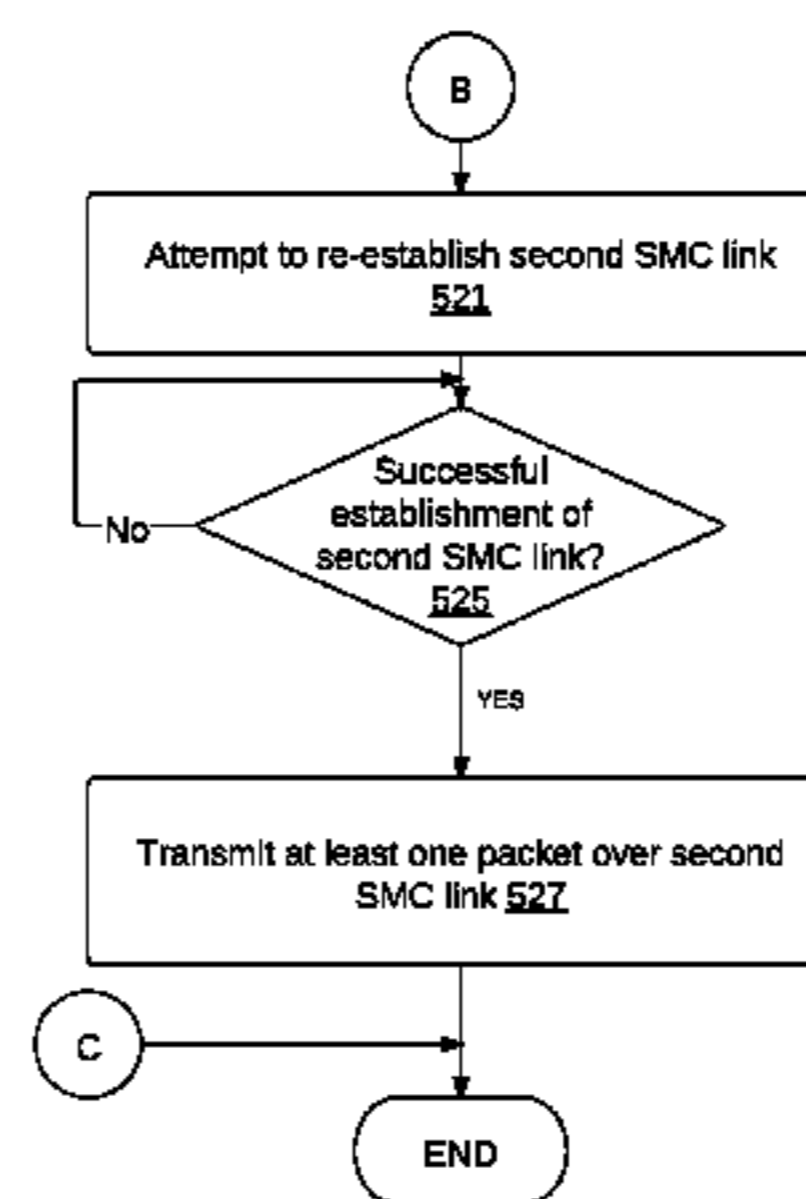 B
Attempt to re-establish second SMC link
521
Successful
establishment of
second SMC link?
525
No
YES
Transmit at least one packet over second
SMC link 527
C
END